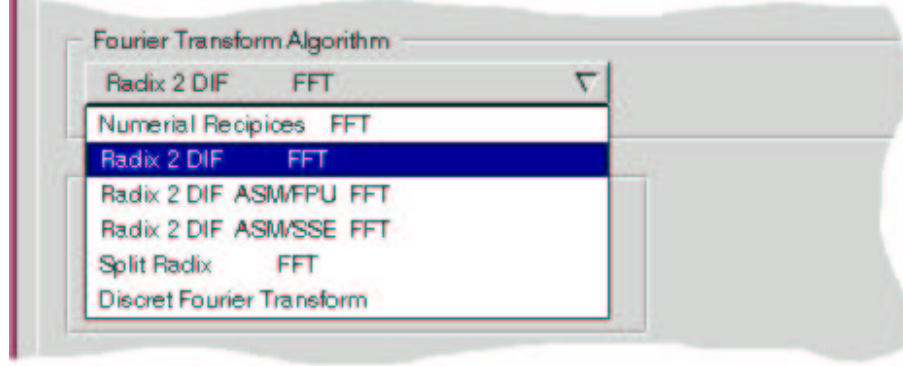 Fourier Transform Algorithm
Radix 2 DIF FFT
Numerial Recipices FFT
Radix 2 DIF FFT
Radix 2 DIF ASM/FPU FFT
Radix 2 DIF ASM/SSE FFT
Split Radix FFT
Discret Fourier Transform